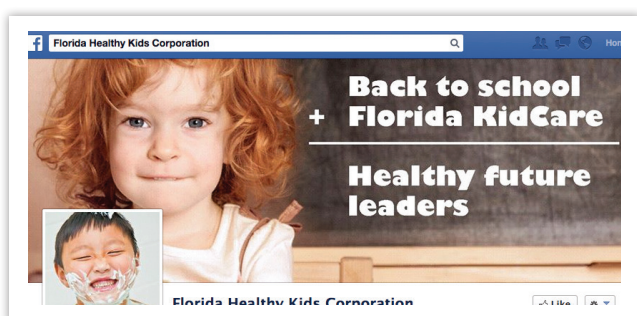 f Florida Healthy Kids Corporation
Back to school
+ Florida KidCare
Healthy future
leaders
Florida Healthy Kids Corporation
Like